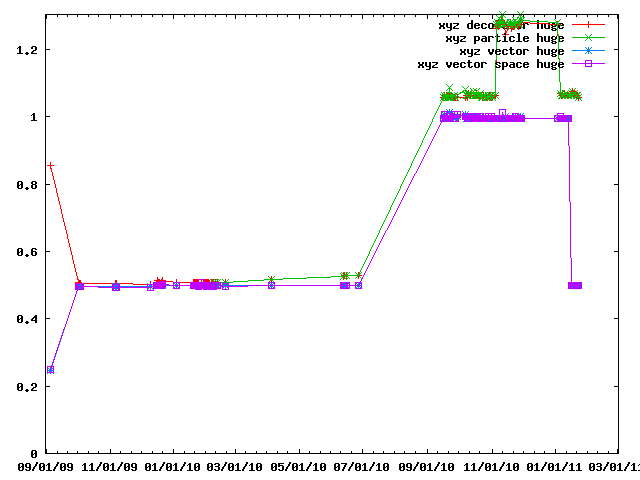 xyz huge
xyz particle huge
xyz vector huge
xyz vector space huge
1.2
1
0.8
0.6
0.4
0.2
0
09/01/09 11/01/09 01/01/10 03/01/10 05/01/10 07/01/10 09/01/10 11/01/10 01/01/11 03/01/11